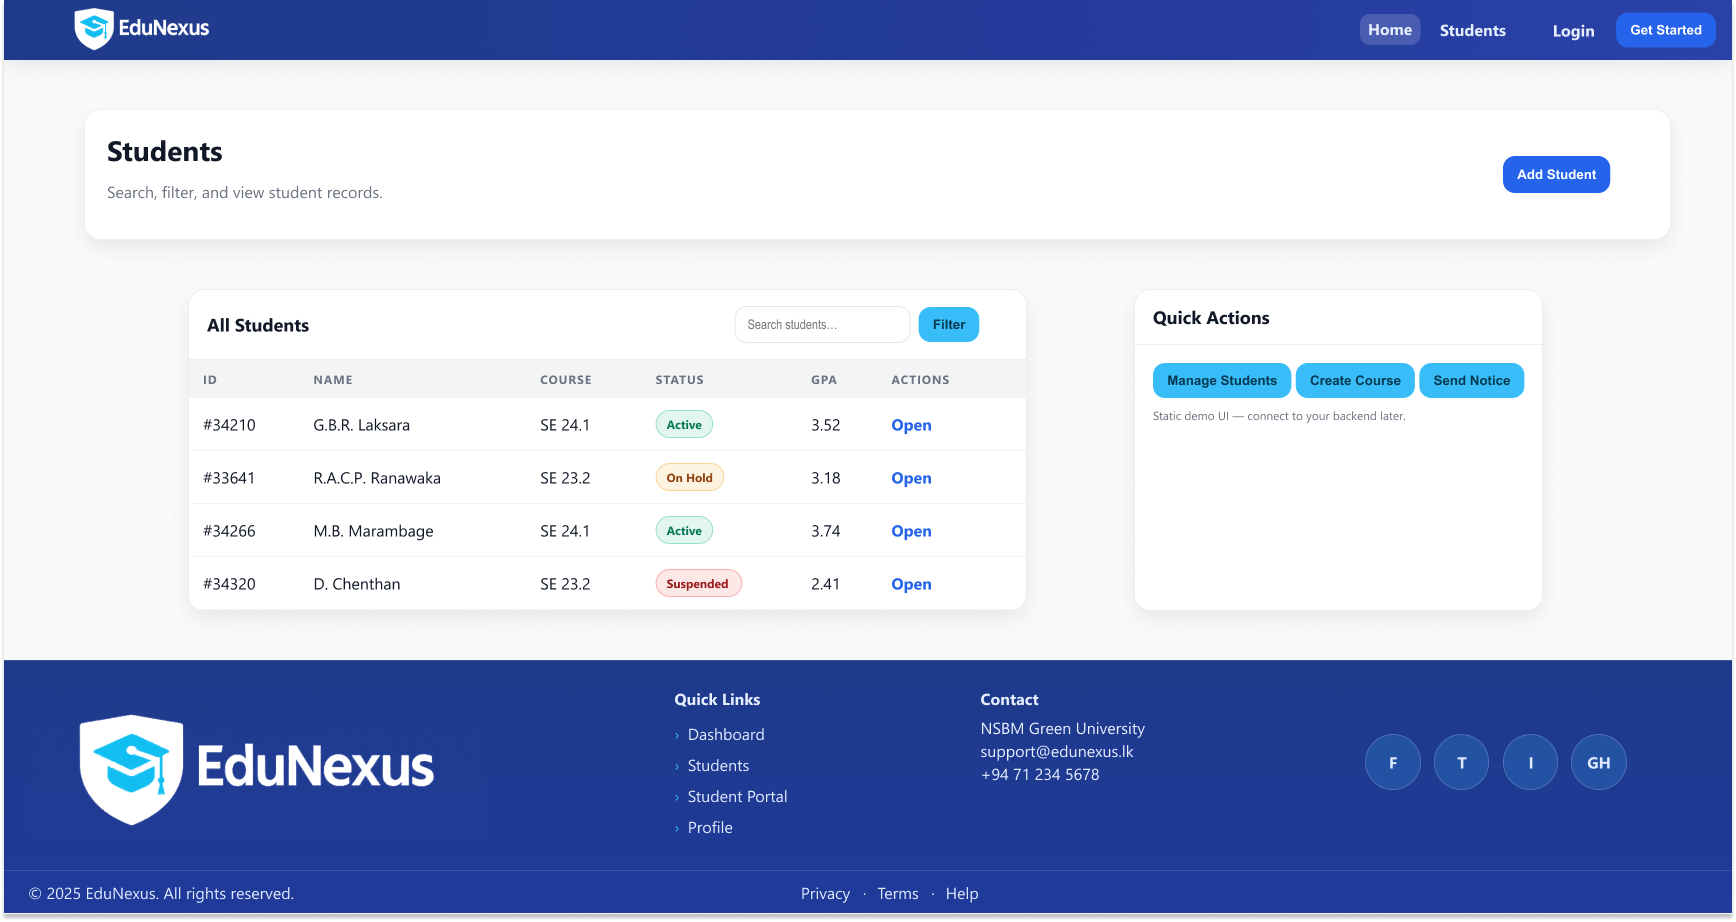 EduNexus Home Students Login Get Started
Students
Search, filter, and view student records.
Add Student
All Students Search students... Filter
ID NAME COURSE STATUS GPA ACTIONS
#34210 G.B.R. Laksara SE 24.1 Active 3.52 Open
#33641 R.A.C.P. Ranawaka SE 23.2 On Hold 3.18 Open
#34266 M.B. Marambage SE 24.1 Active 3.74 Open
#34320 D. Chenthan SE 23.2 Suspended 2.41 Open
Quick Actions
Manage Students Create Course Send Notice
Static demo UI — connect to your backend later.
EduNexus
Quick Links
› Dashboard
› Students
› Student Portal
› Profile
Contact
NSBM Green University
support@edunexus.lk
+94 71 234 5678
F T I GH
© 2025 EduNexus. All rights reserved. Privacy · Terms · Help